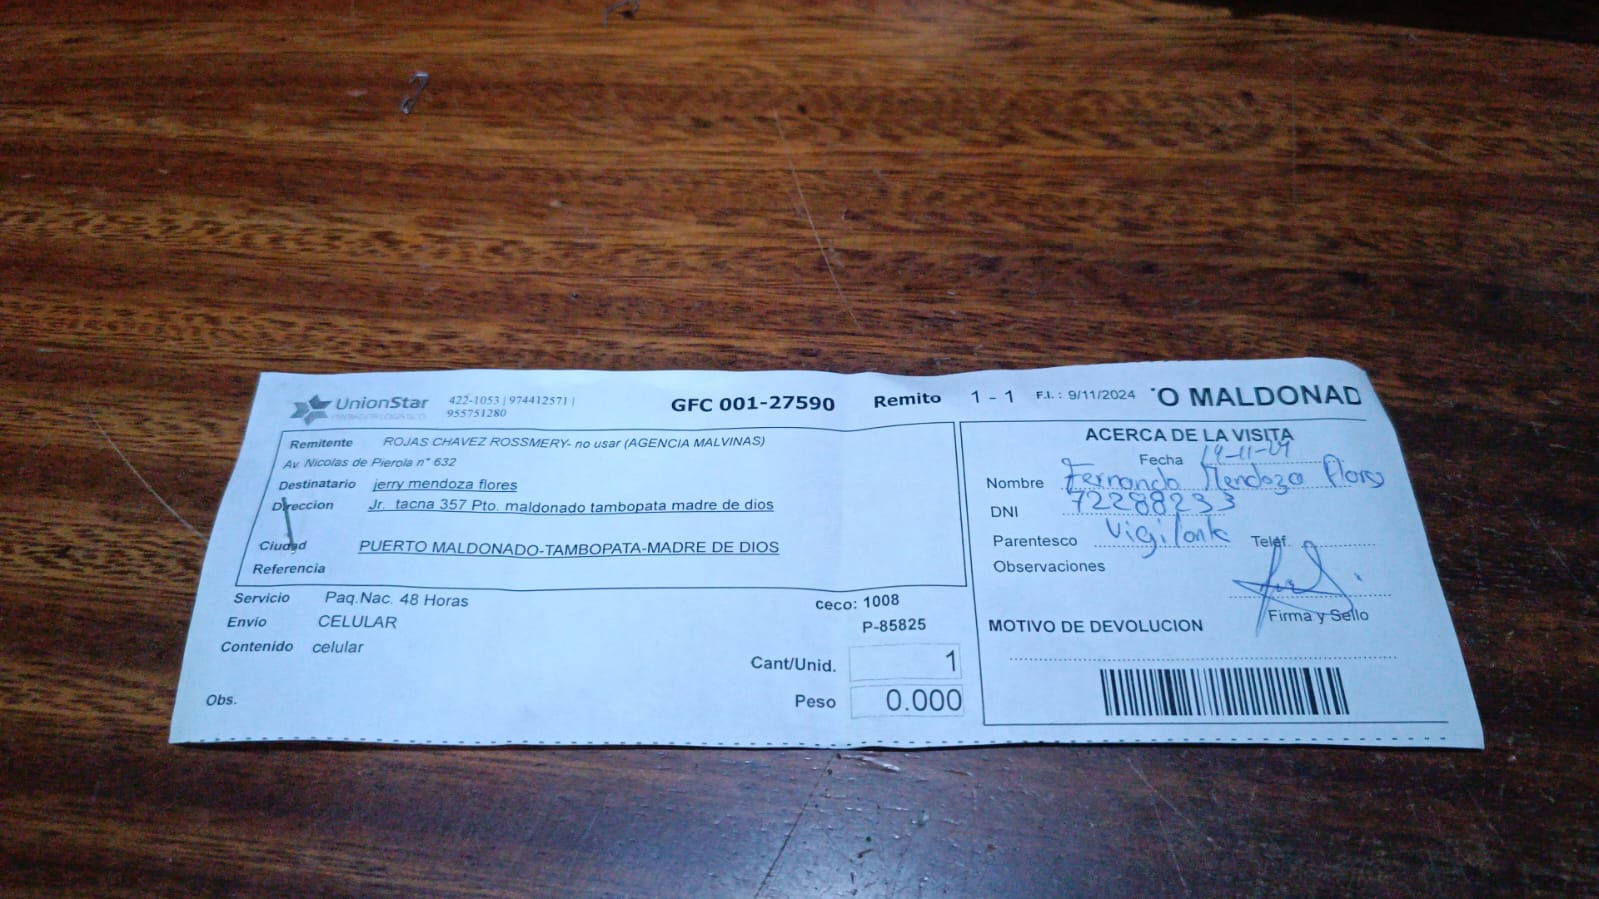 UnionStar 422-1053 | 974412571 |
955751280
GFC 001-27590 Remito 1 - 1 F.I. : 9/11/2024 O MALDONAD
Remitente ROJAS CHAVEZ ROSSMERY- no usar (AGENCIA MALVINAS)
Av. Nicolas de Pierola n° 632
Destinatario jerry mendoza flores
Direccion Jr. tacna 357 Pto. maldonado tambopata madre de dios
Ciudad PUERTO MALDONADO-TAMBOPATA-MADRE DE DIOS
Referencia
Servicio Paq.Nac. 48 Horas
Envio CELULAR
Contenido celular
Obs.
ceco: 1008
P-85825
Cant/Unid. 1
Peso 0.000
ACERCA DE LA VISITA
Fecha
Nombre Fernando Mendoza Flores
DNI 72288233
Parentesco Vigilante Telef.
Observaciones
Firma y Sello
MOTIVO DE DEVOLUCION